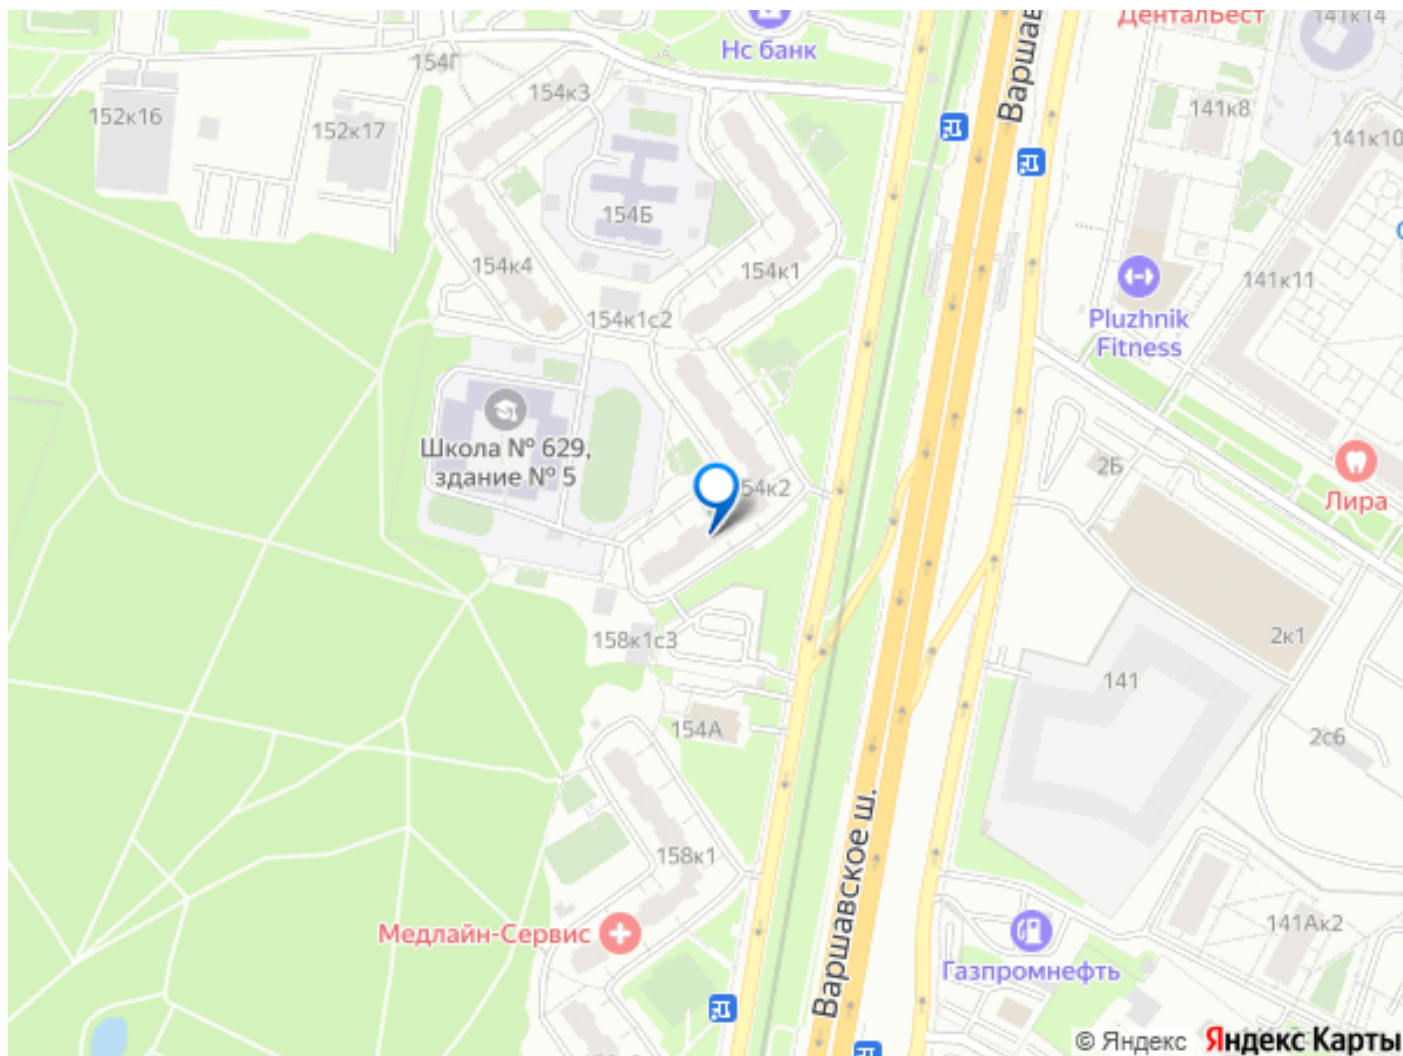 ДенталБест
141к14
Нс банк
Варшав
154Г
154к3
152к16
152к17
141к8
141к10
154Б
154к4
154к1
141к11
154к1с2
Pluzhnik
Fitness
Школа № 629,
здание № 5
2Б
54к2
Лира
158к1с3
2к1
141
154А
2с6
158к1
Варшавское ш.
141Ак2
Медлайн-Сервис
Газпромнефть
© Яндекс Яндекс Карты